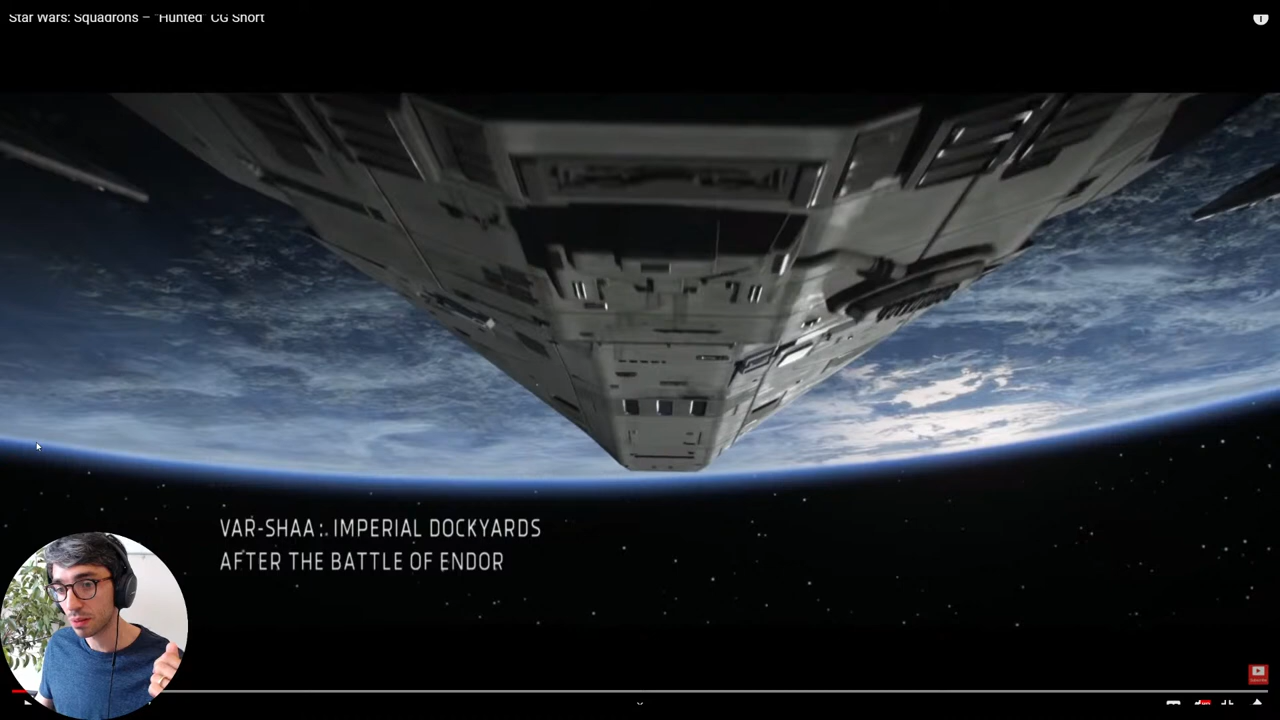 Star Wars: Squadrons – "Hunted" CG Short
VAR-SHAA : IMPERIAL DOCKYARDS
AFTER THE BATTLE OF ENDOR